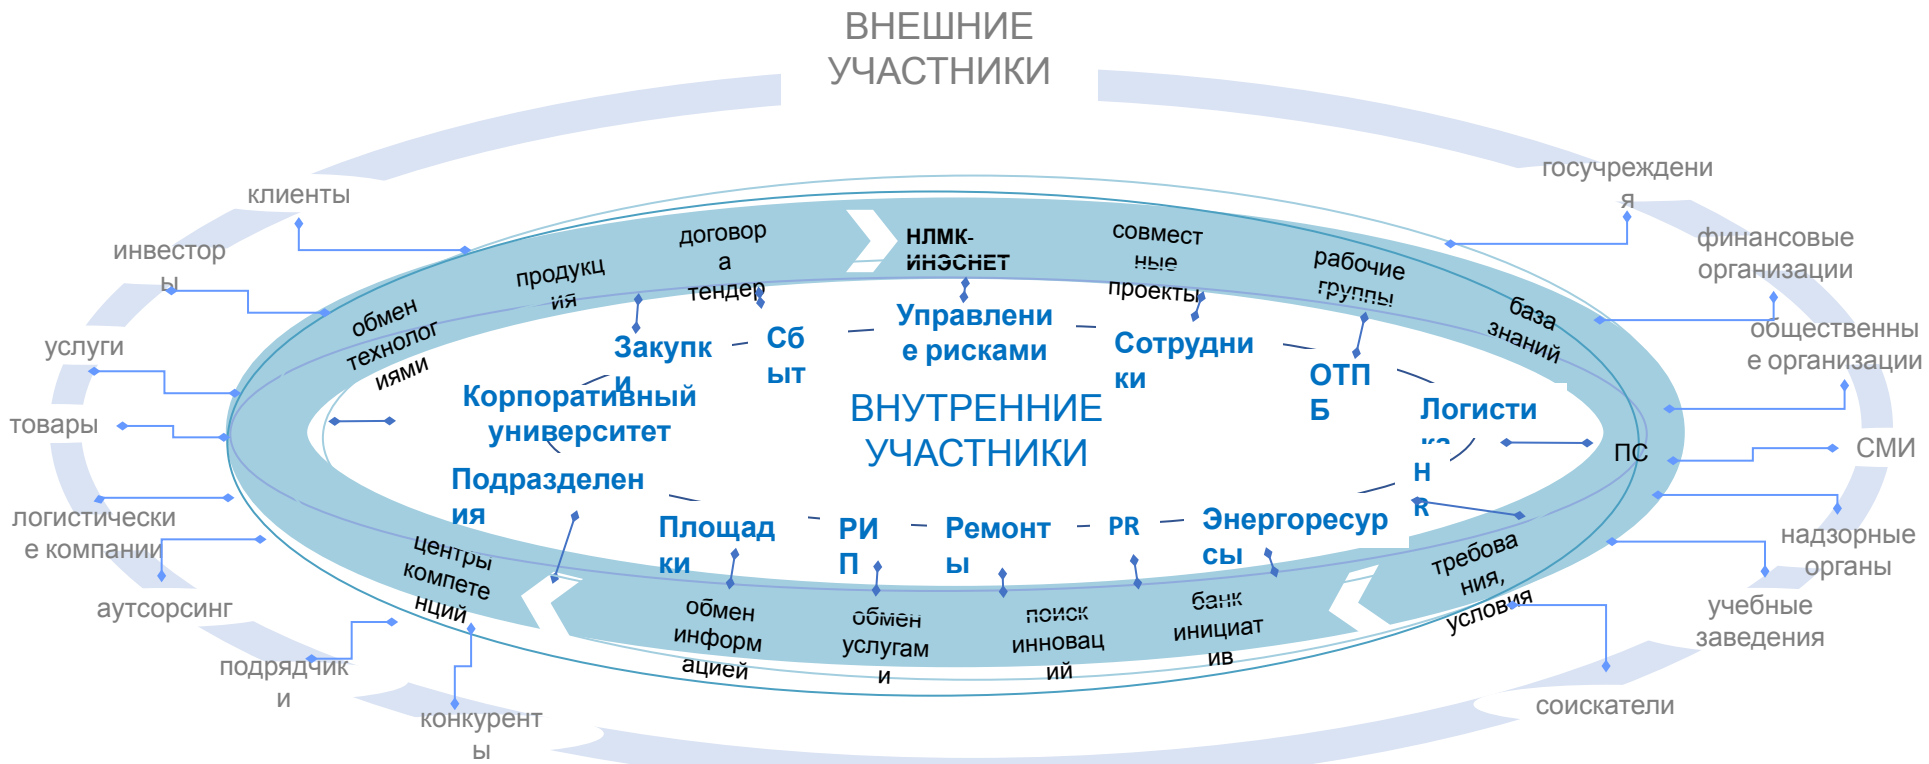 ВНЕШНИЕ
УЧАСТНИКИ
клиенты
инвестор
ы
услуги
товары
логистически
е компании
аутсорсинг
подрядчик
и
конкурент
ы
госучреждени
я
финансовые
организации
общественны
е организации
СМИ
надзорные
органы
учебные
заведения
соискатели
обмен
технолог
иями
продукц
ия
договор
а
тендер
НЛМК-
ИНЭСНЕТ
совмест
ные
проекты
рабочие
группы
база
знаний
ПС
требова
ния,
условия
банк
инициат
ив
поиск
инновац
ий
обмен
услугам
и
обмен
информ
ацией
центры
компете
нций
Закупк
и
Сб
ыт
Управлени
е рисками
Сотрудни
ки
ОТП
Б
Логисти
ка
H
R
Корпоративный
университет
ВНУТРЕННИЕ
УЧАСТНИКИ
Подразделен
ия
Площад
ки
РИ
П
Ремонт
ы
PR
Энергоресур
сы